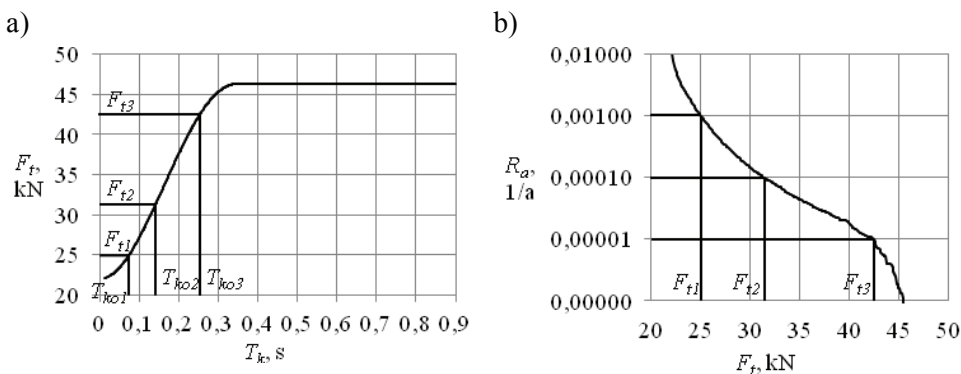 a)
50
45
40
35
30
25
20
F_t,
kN
F_t3
F_t2
F_t1
T_ko1
T_ko2
T_ko3
0 0,1 0,2 0,3 0,4 0,5 0,6 0,7 0,8 0,9
T_k, s
b)
0,01000
0,00100
0,00010
0,00001
0,00000
R_a,
1/a
F_t1
F_t2
F_t3
20 25 30 35 40 45 50
F_t, kN